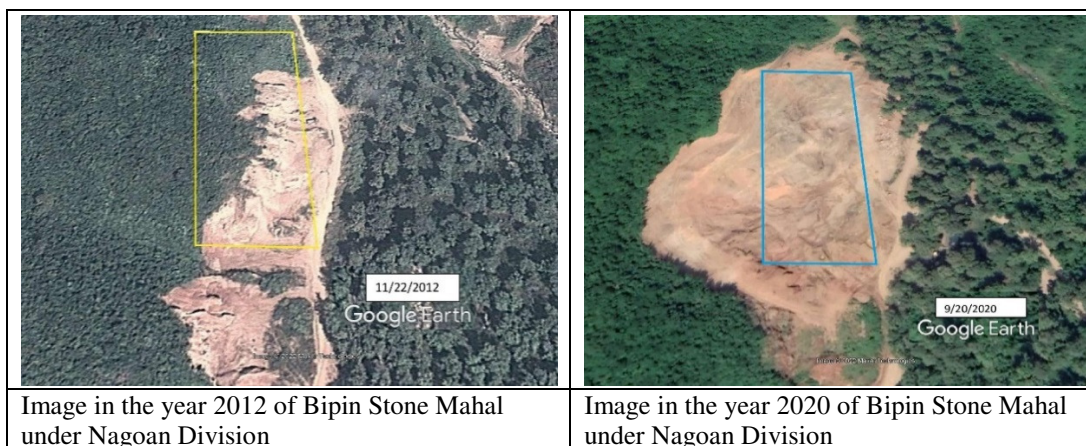 11/22/2012
Google Earth
9/20/2020
Google Earth
Image in the year 2012 of Bipin Stone Mahal
under Nagoan Division
Image in the year 2020 of Bipin Stone Mahal
under Nagoan Division